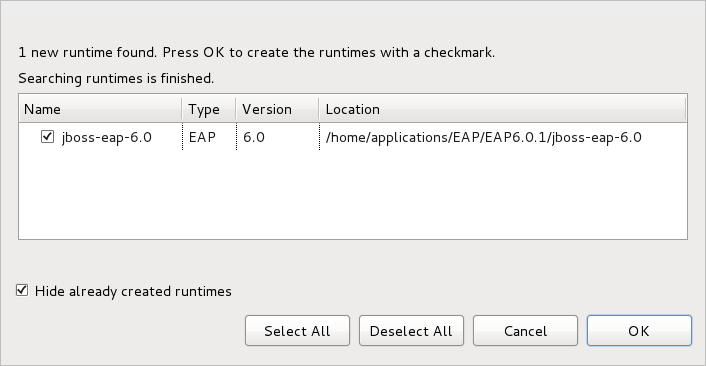 1 new runtime found. Press OK to create the runtimes with a checkmark.
Searching runtimes is finished.
Name Type Version Location
jboss-eap-6.0 EAP 6.0 /home/applications/EAP/EAP6.0.1/jboss-eap-6.0
Hide already created runtimes
Select All Deselect All Cancel OK